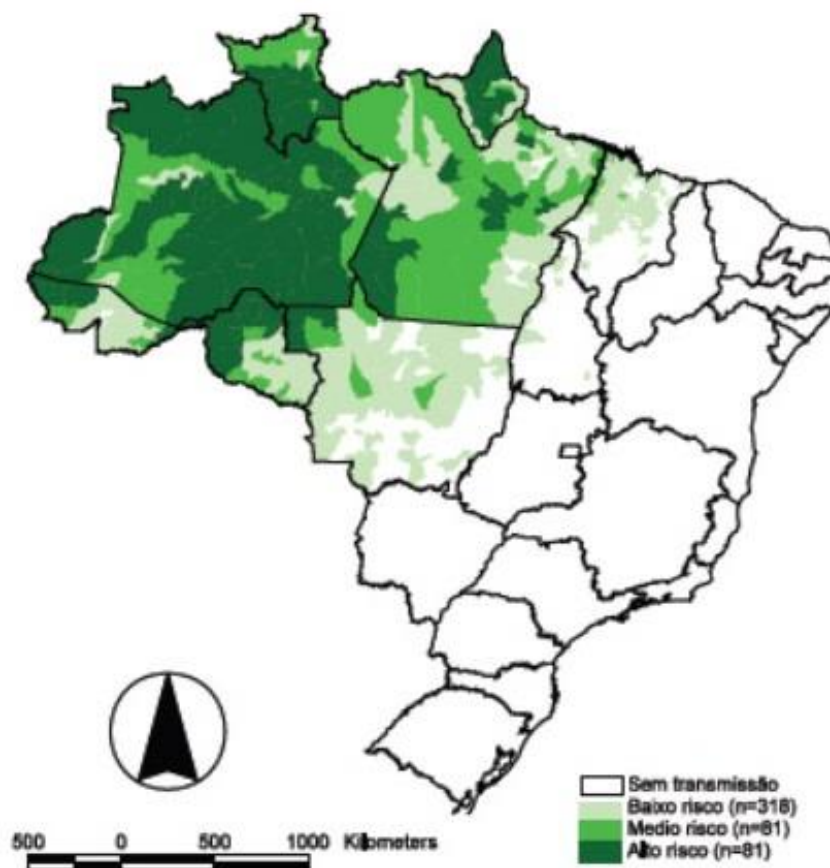 Sem transmissão
Baixo risco (n=318)
Medio risco (n=81)
Alto risco (n=81)
500 0 500 1000 Kilometers